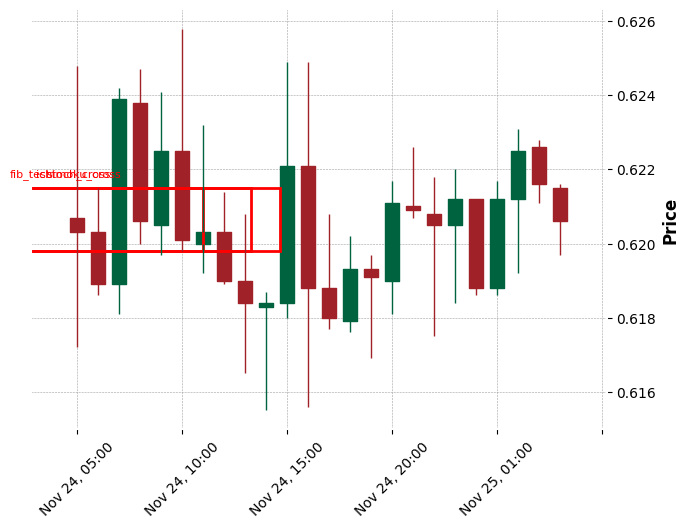 0.626
0.624
0.622
0.620
0.618
0.616
Price
Nov 24, 05:00
Nov 24, 10:00
Nov 24, 15:00
Nov 24, 20:00
Nov 25, 01:00